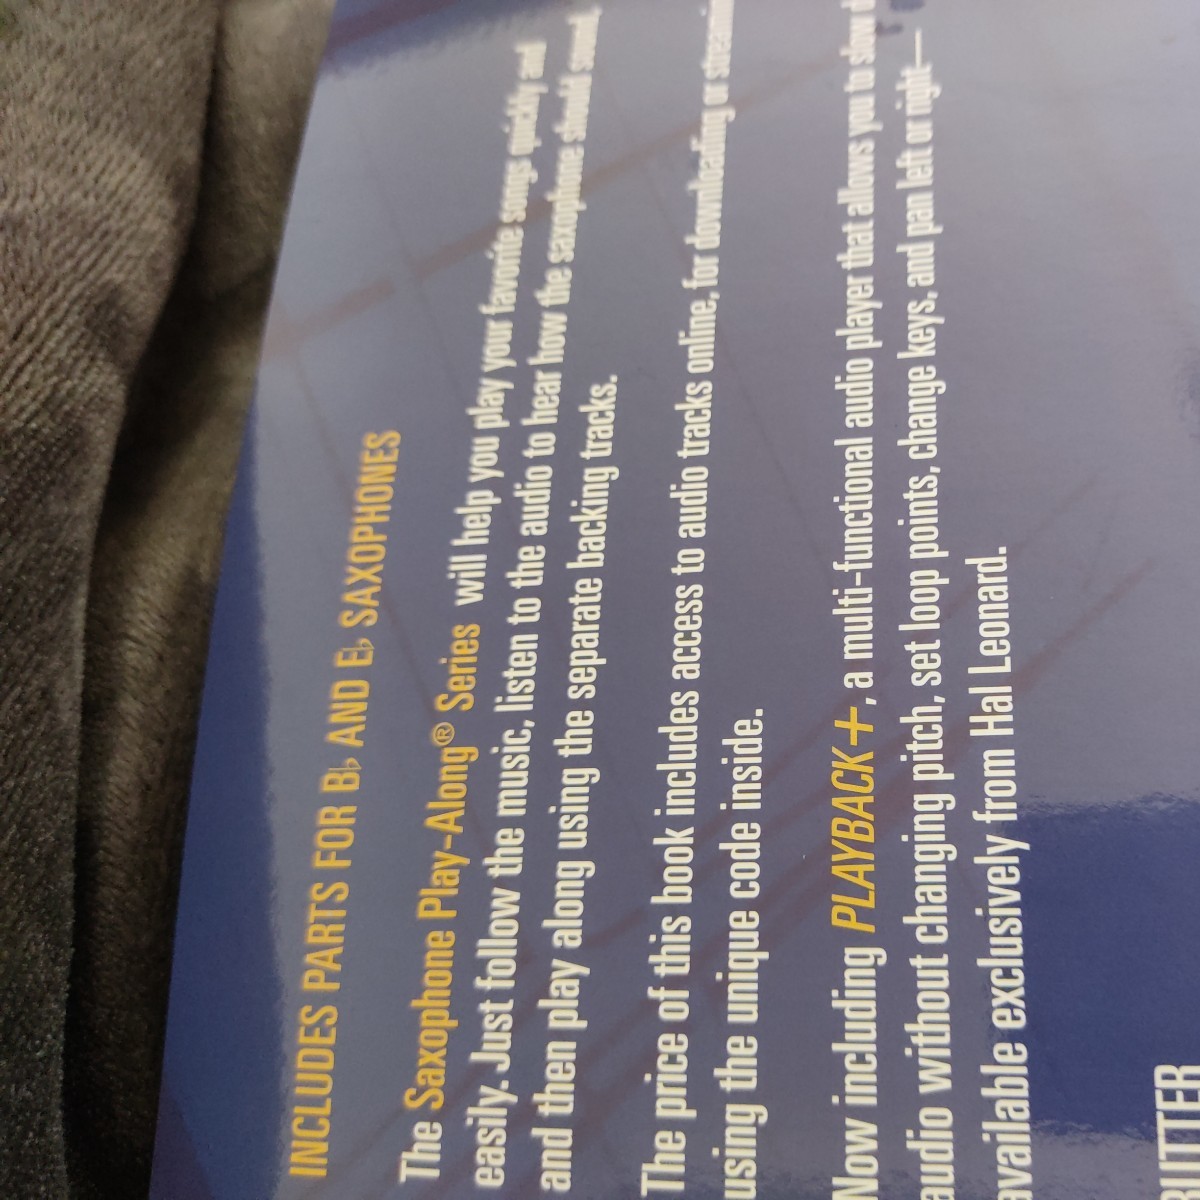 INCLUDES PARTS FOR B♭ AND E♭ SAXOPHONES
The Saxophone Play-Along® Series will help you play your favorite songs quickly and
easily. Just follow the music, listen to the audio to hear how the saxophone should sound,
and then play along using the separate backing tracks.
The price of this book includes access to audio tracks online, for downloading or
using the unique code inside.
Now including PLAYBACK+, a multi-functional audio player that allows you to slow
audio without changing pitch, set loop points, change keys, and pan left or right—
available exclusively from Hal Leonard.